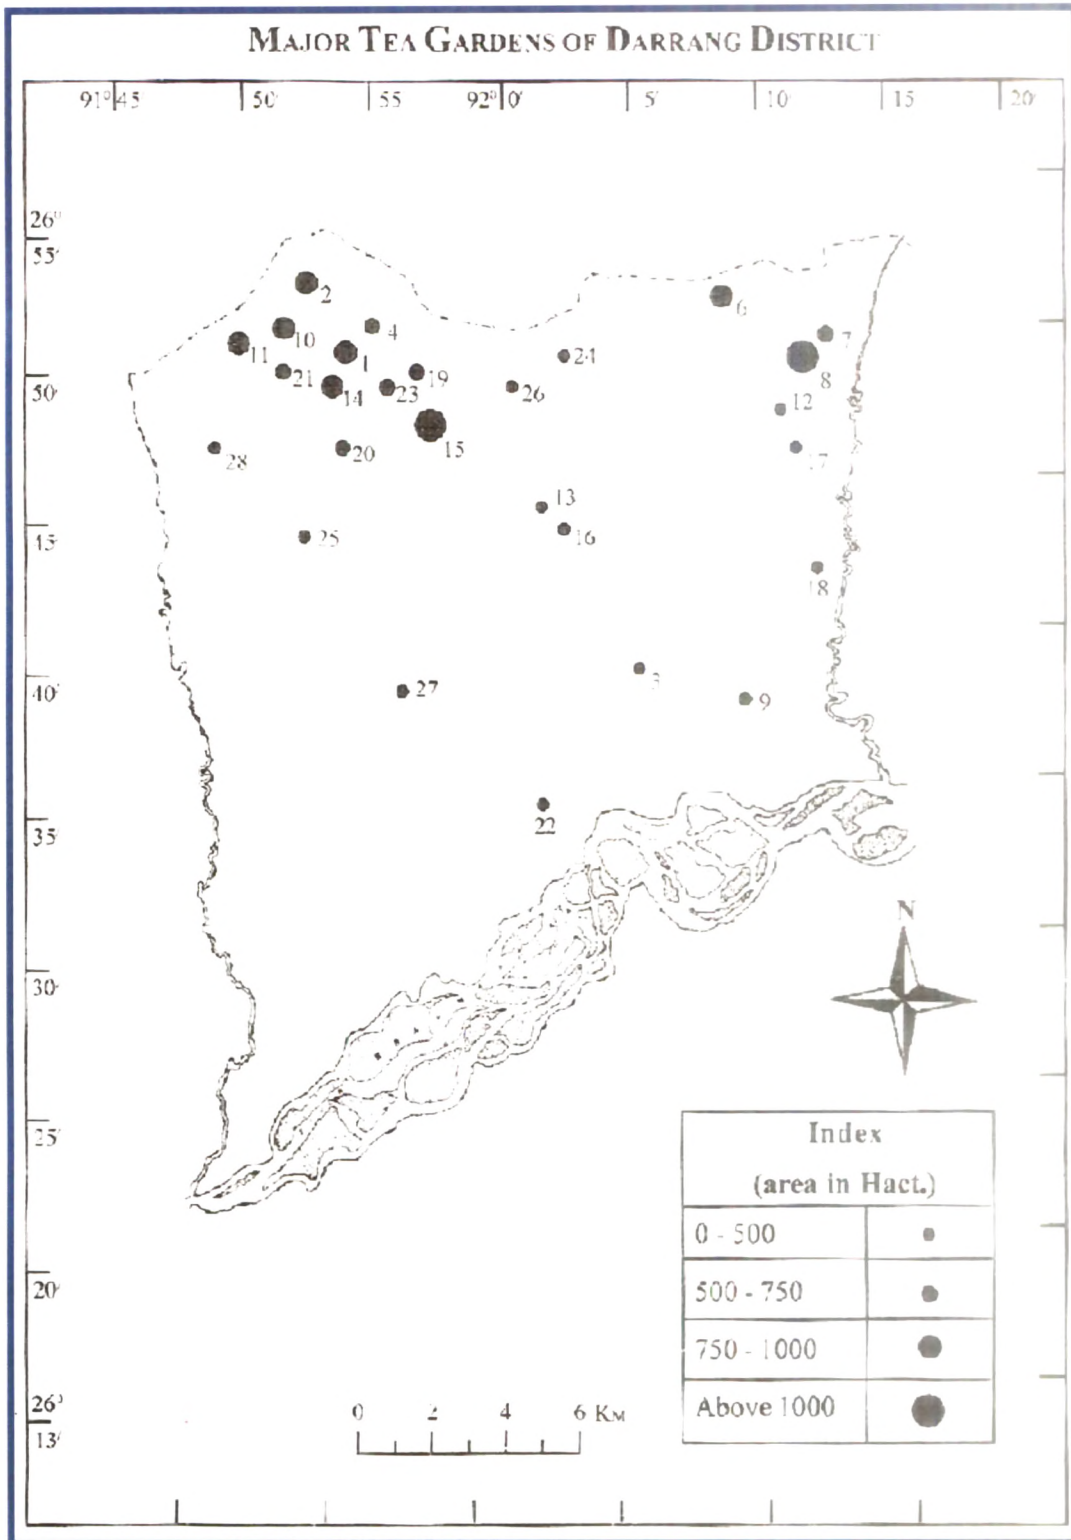 MAJOR TEA GARDENS OF DARRANG DISTRICT
91°45 50' 55 92°0' 5' 10' 15 20'
26°
55'
2
6
10 4 7
11 1 24 8
50'
21 14 23 19 26 12
28 20 15 17
13
16
25
18
3
40'
27 9
22
35'
N
30'
25'
Index
(area in Hact.)
0 - 500
500 - 750
750 - 1000
Above 1000
20'
26°
13'
0 2 4 6 KM